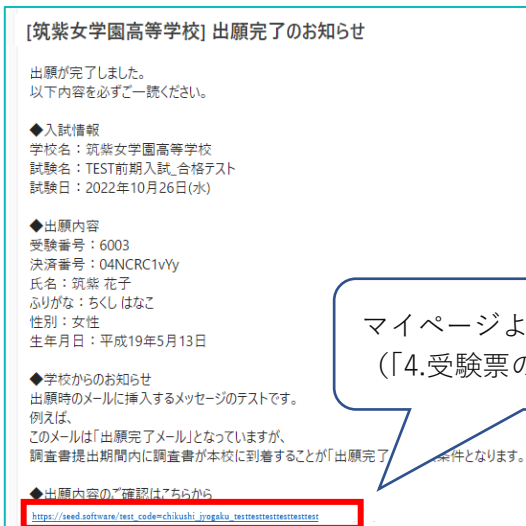 [筑紫女学園高等学校] 出願完了のお知らせ
出願が完了しました。
以下内容を必ずご一読ください。
◆入試情報
学校名：筑紫女学園高等学校
試験名：TEST前期入試_合格テスト
試験日：2022年10月26日(水)
◆出願内容
受験番号：6003
決済番号：04NCRC1vYy
氏名：筑紫 花子
ふりがな：ちくし はなこ
性別：女性
生年月日：平成19年5月13日
マイページよ
（「4.受験票の
◆学校からのお知らせ
出願時のメールに挿入するメッセージのテストです。
例えば、
このメールは「出願完了メール」となっていますが、
調査書提出期間内に調査書が本校に到着することが「出願完了 条件となります。
◆出願内容のご確認はこちらから
https://seed.software/test_code=chikushi_jyogaku_testtesttesttesttesttest